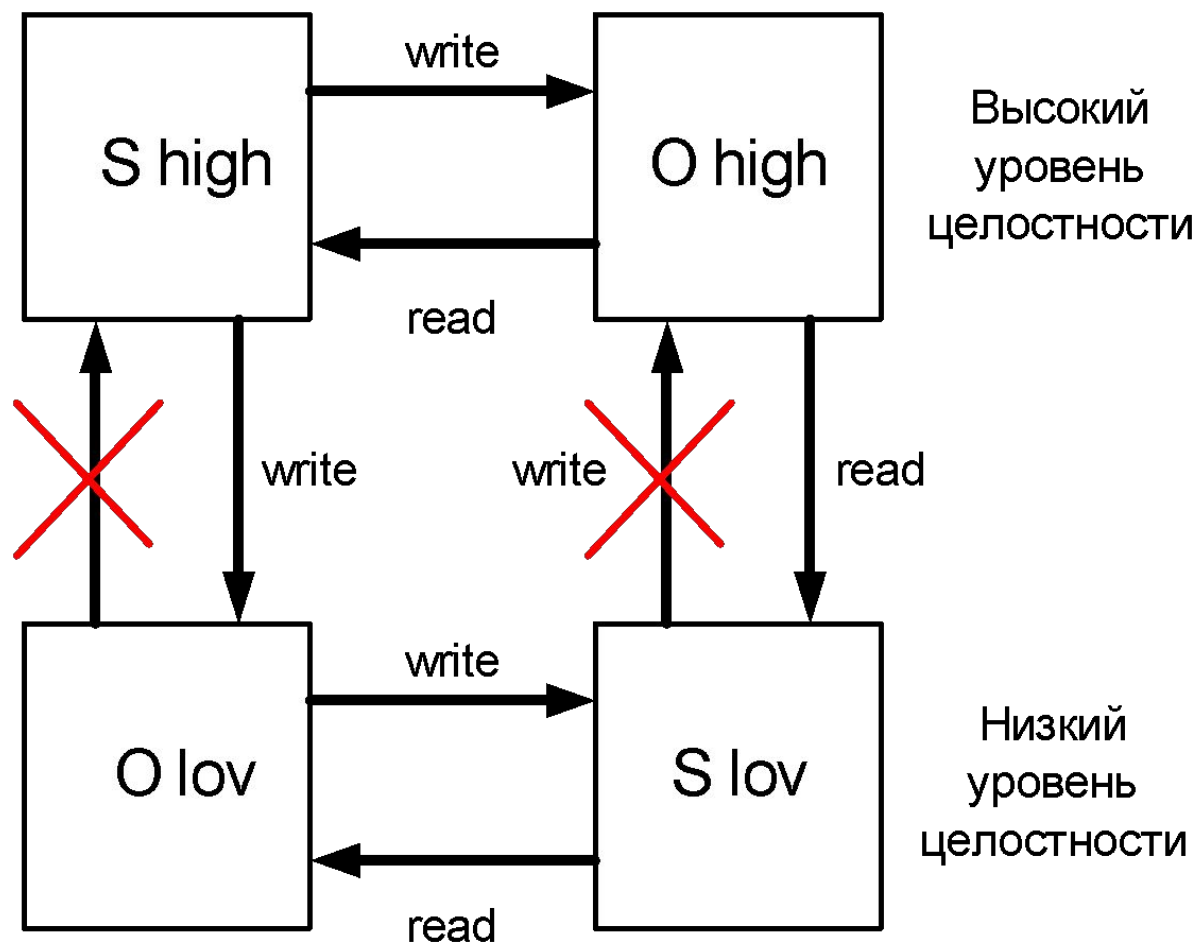 write
S high
O high
Высокий
уровень
целостности
read
write
write
read
write
O lov
S lov
Низкий
уровень
целостности
read